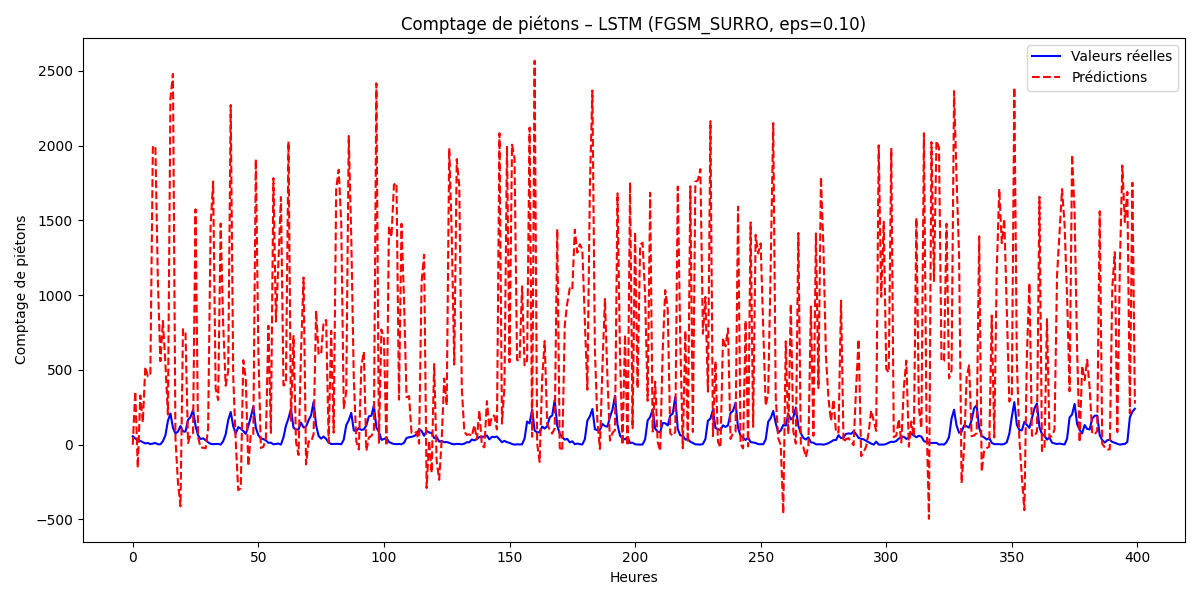 Comptage de piétons – LSTM (FGSM_SURRO, eps=0.10)
Valeurs réelles
Prédictions
Comptage de piétons
2500
2000
1500
1000
500
0
−500
0 50 100 150 200 250 300 350 400
Heures